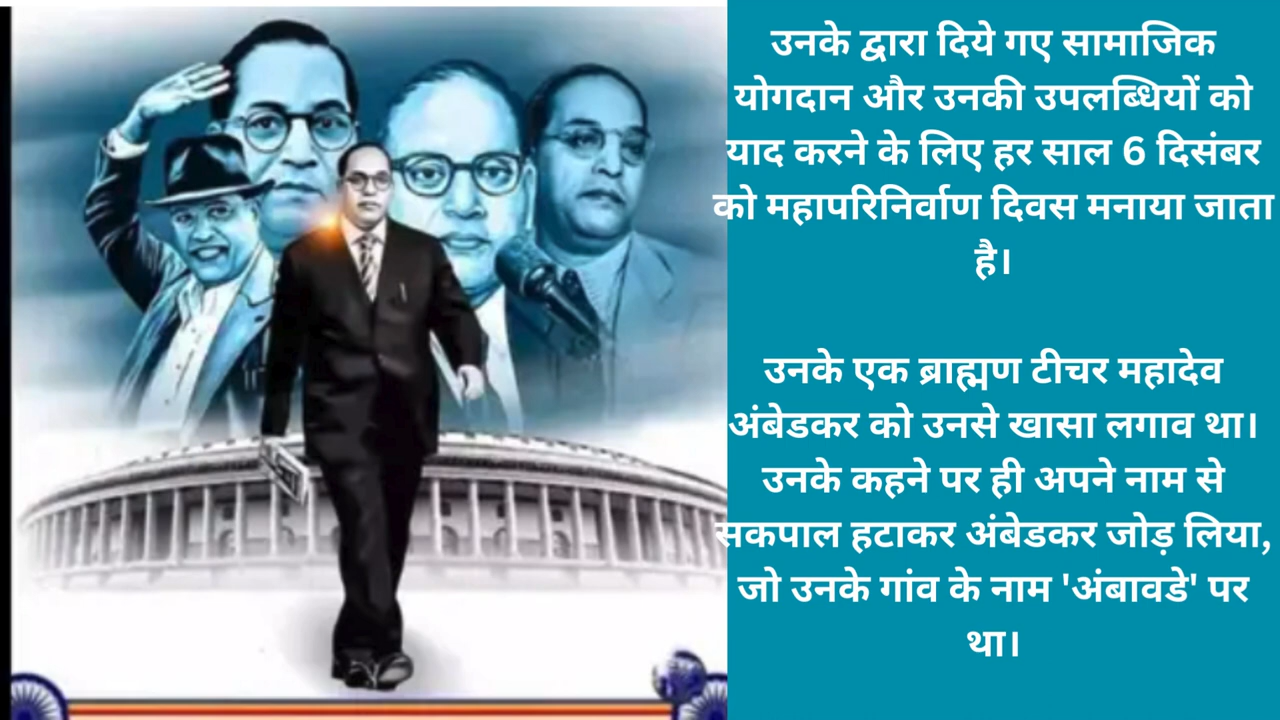 उनके द्वारा दिये गए सामाजिक
योगदान और उनकी उपलब्धियों को
याद करने के लिए हर साल 6 दिसंबर
को महापरिनिर्वाण दिवस मनाया जाता
है।
उनके एक ब्राह्मण टीचर महादेव
अंबेडकर को उनसे खासा लगाव था।
उनके कहने पर ही अपने नाम से
सकपाल हटाकर अंबेडकर जोड़ लिया,
जो उनके गांव के नाम 'अंबावडे' पर
था।